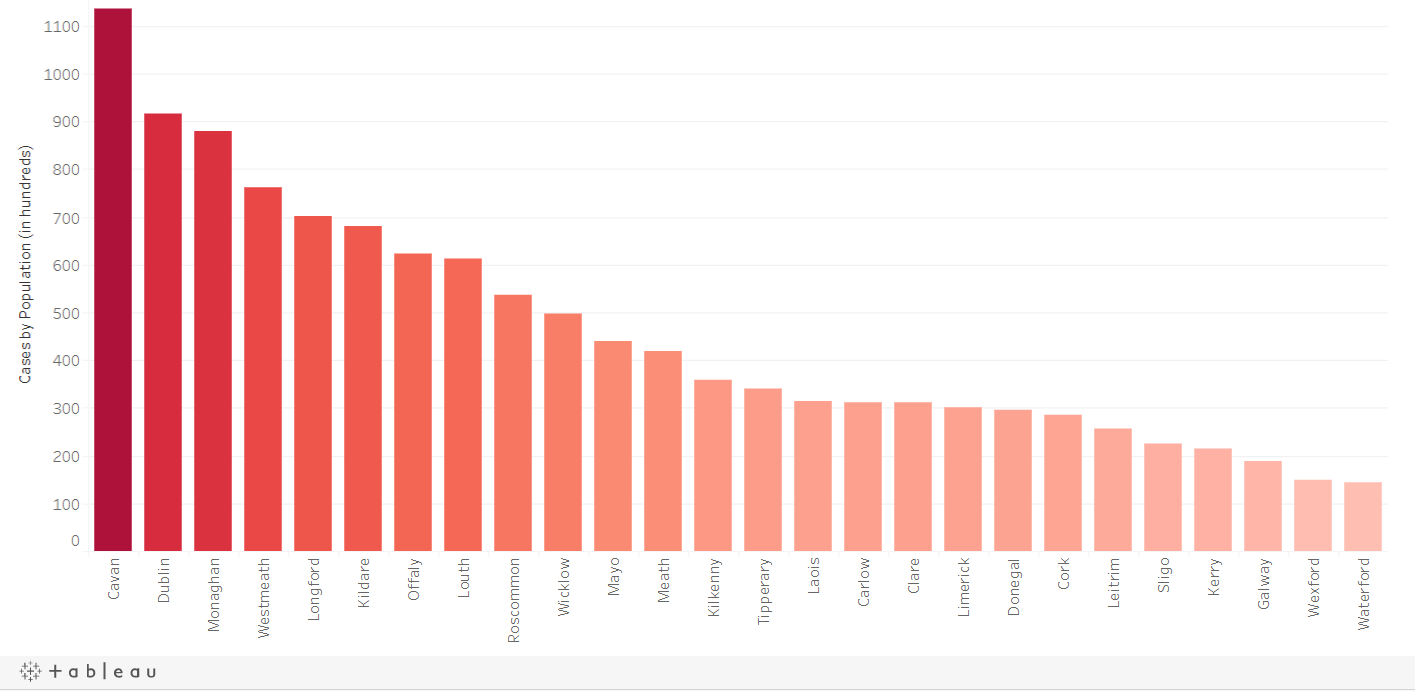 Cases by Population (in hundreds)
1100
1000
900
800
700
600
500
400
300
200
100
0
Cavan
Dublin
Monaghan
Westmeath
Longford
Kildare
Offaly
Louth
Roscommon
Wicklow
Mayo
Meath
Kilkenny
Tipperary
Laois
Carlow
Clare
Limerick
Donegal
Cork
Leitrim
Sligo
Kerry
Galway
Wexford
Waterford
+ableau